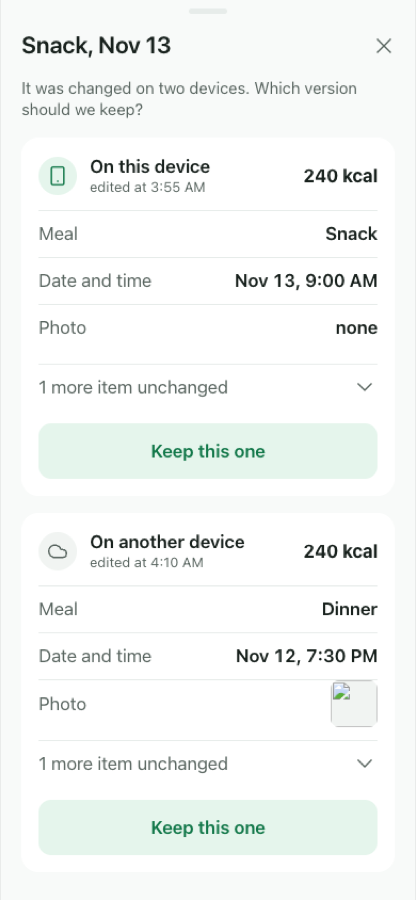 Snack, Nov 13
It was changed on two devices. Which version
should we keep?
On this device
240 kcal
edited at 3:55 AM
Meal
Snack
Date and time
Nov 13, 9:00 AM
Photo
none
1 more item unchanged
Keep this one
On another device
240 kcal
edited at 4:10 AM
Meal
Dinner
Date and time
Nov 12, 7:30 PM
Photo
1 more item unchanged
Keep this one